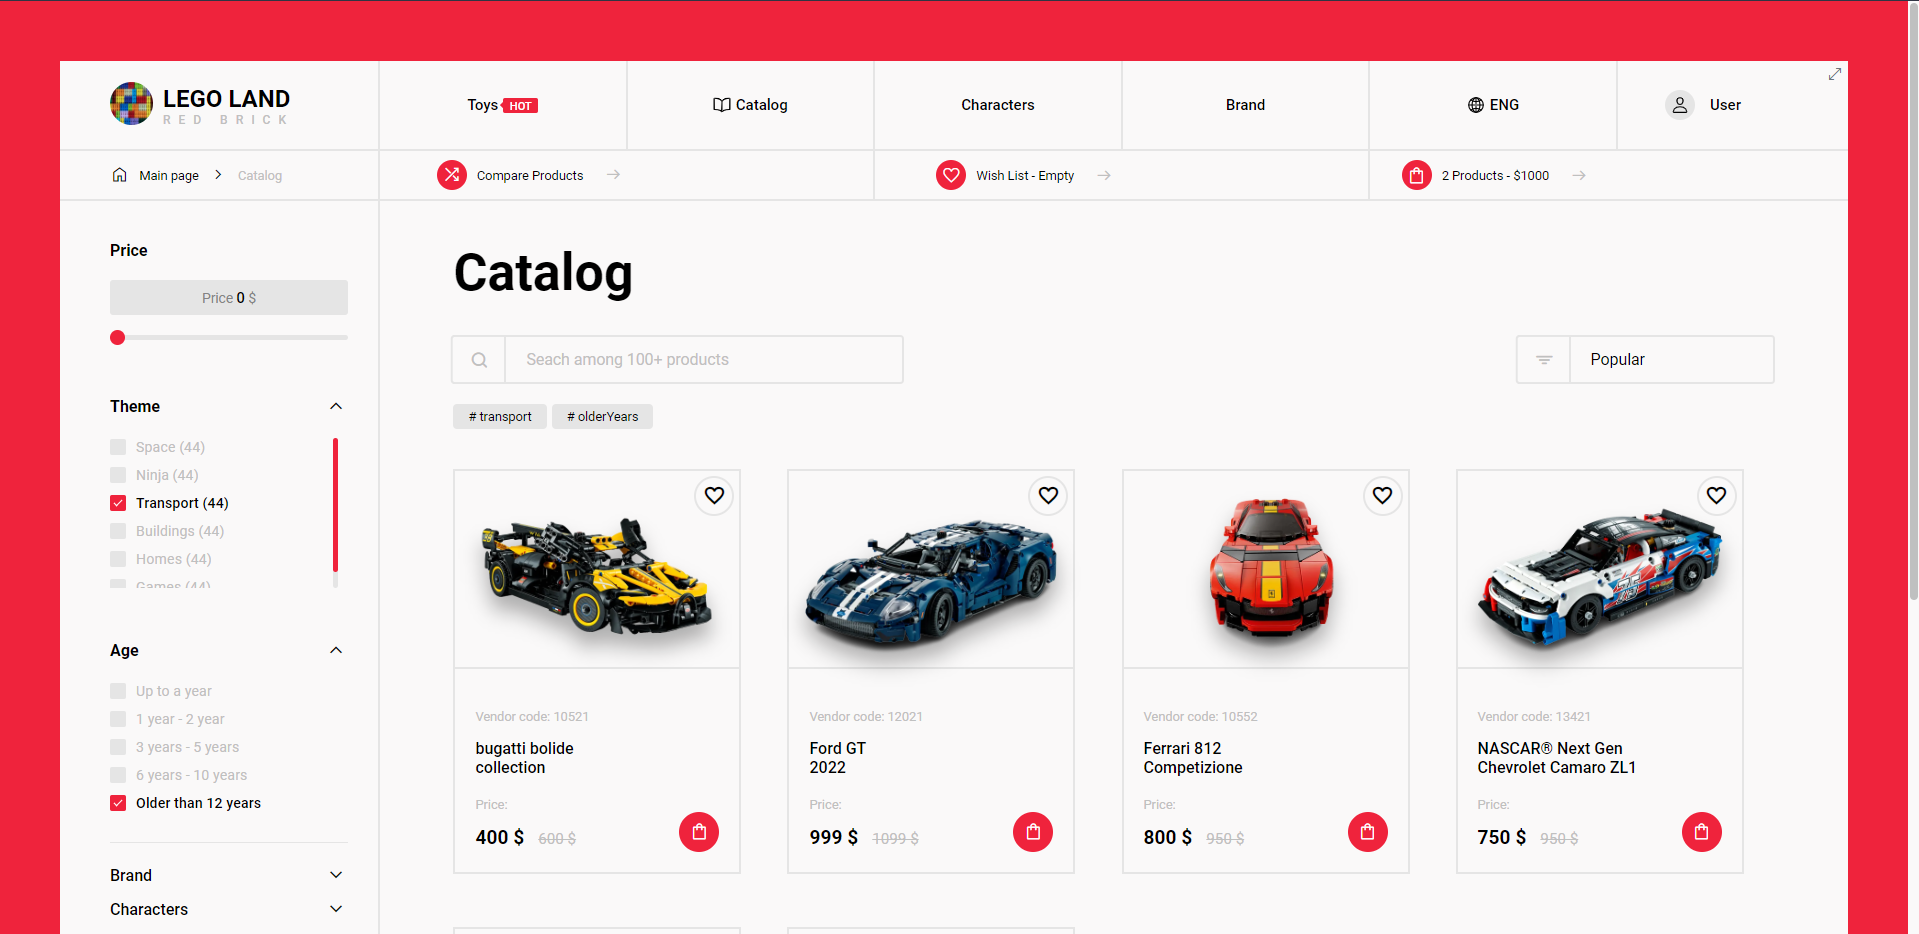 LEGO LAND
RED BRICK
Toys HOT
Catalog
Characters
Brand
ENG
User
Main page
Catalog
Compare Products
Wish List - Empty
2 Products - $1000
Price
Price 0 $
Theme
Space (44)
Ninja (44)
Transport (44)
Buildings (44)
Homes (44)
Games (44)
Age
Up to a year
1 year - 2 year
3 years - 5 years
6 years - 10 years
Older than 12 years
Brand
Characters
Catalog
Seach among 100+ products
Popular
# transport
# olderYears
Vendor code: 10521
bugatti bolide
collection
Price:
400 $ 600 $
Vendor code: 12021
Ford GT
2022
Price:
999 $ 1099 $
Vendor code: 10552
Ferrari 812
Competizione
Price:
800 $ 950 $
Vendor code: 13421
NASCAR® Next Gen
Chevrolet Camaro ZL1
Price:
750 $ 950 $